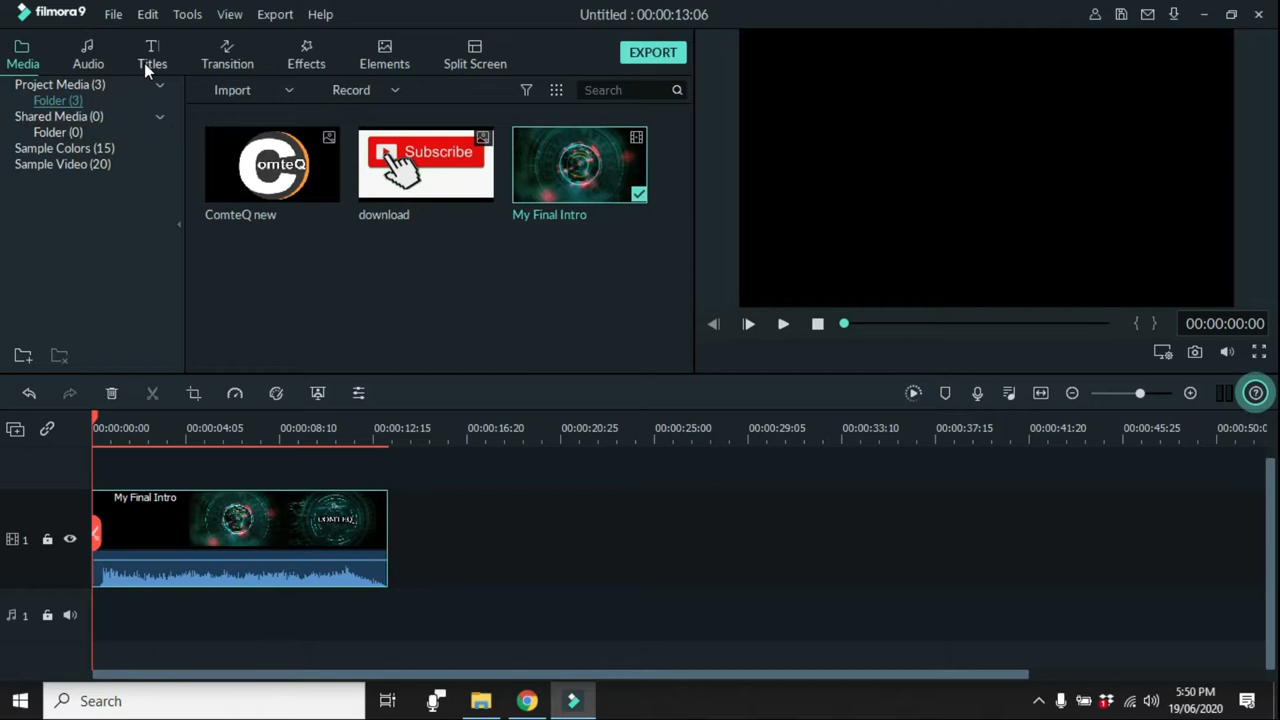 filmora9 File Edit Tools View Export Help Untitled : 00:00:13:06
Media Audio Titles Transition Effects Elements Split Screen EXPORT
Project Media (3)
Folder (3)
Shared Media (0)
Folder (0)
Sample Colors (15)
Sample Video (20)
Import Record Search
ComteQ
Subscribe
ComteQ new download My Final Intro
00:00:00:00
00:00:00:00 00:00:04:05 00:00:08:10 00:00:12:15 00:00:16:20 00:00:20:25 00:00:25:00 00:00:29:05 00:00:33:10 00:00:37:15 00:00:41:20 00:00:45:25 00:00:50:0
My Final Intro
COMTEQ
1
1
Search
5:50 PM
19/06/2020